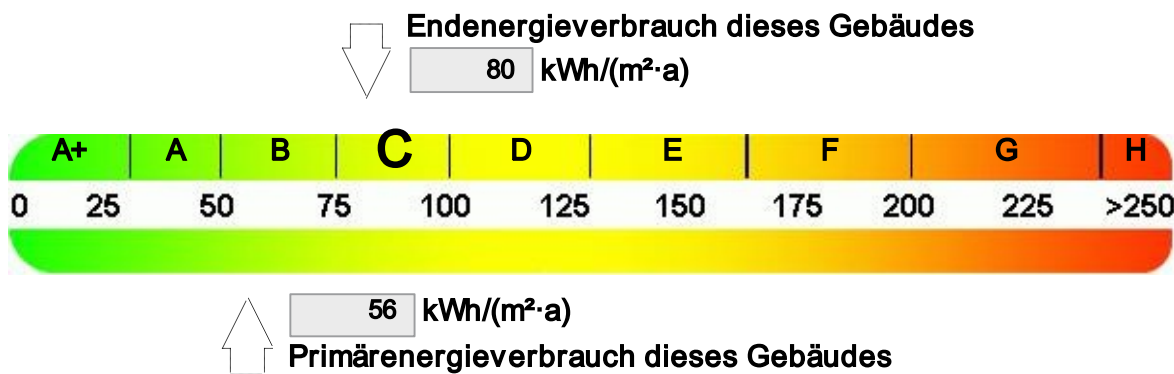 Endenergieverbrauch dieses Gebäudes
80 kWh/(m²·a)
A+ A B C D E F G H
0 25 50 75 100 125 150 175 200 225 >250
56 kWh/(m²·a)
Primärenergieverbrauch dieses Gebäudes